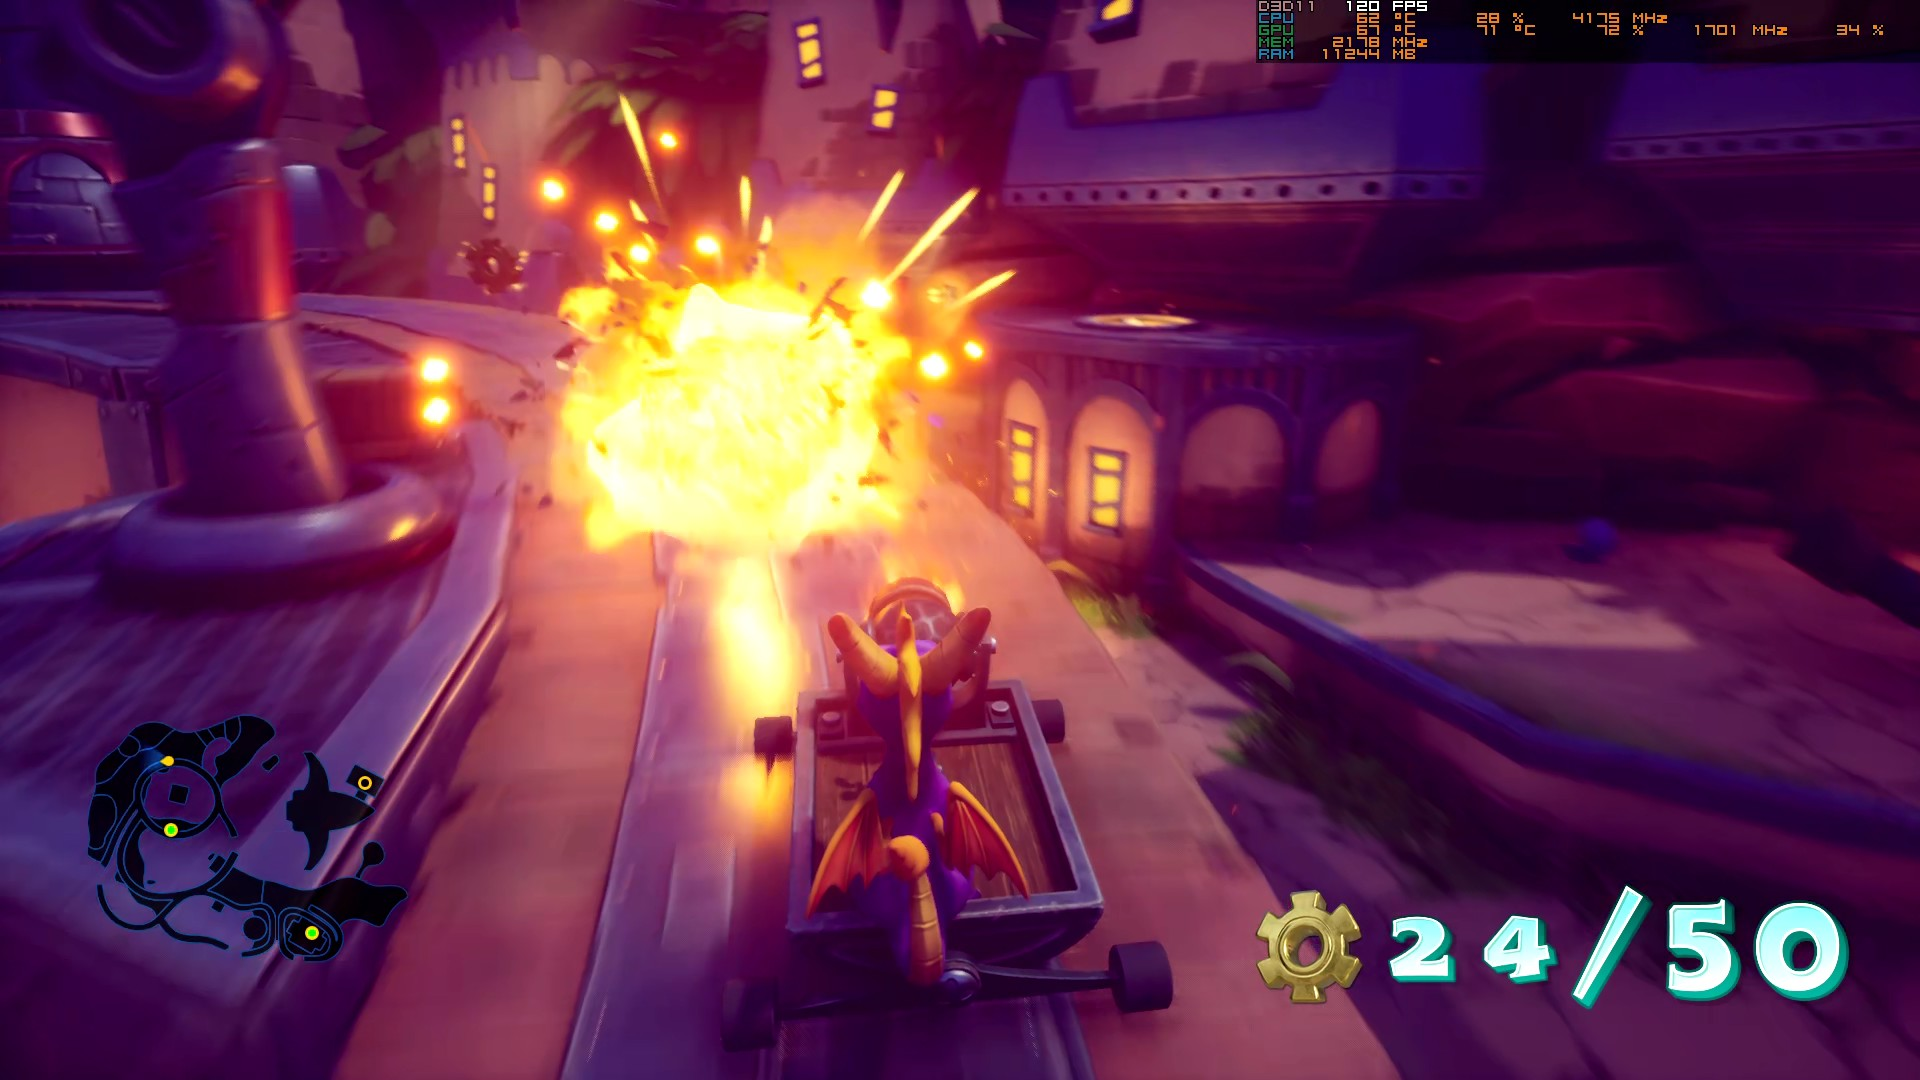 D3D11 120 FPS
CPU 62 °C 28 % 4175 MHz
GPU 67 °C 71 °C 72 % 1701 MHz 34 %
MEM 2178 MHz
RAM 11244 MB
24/50